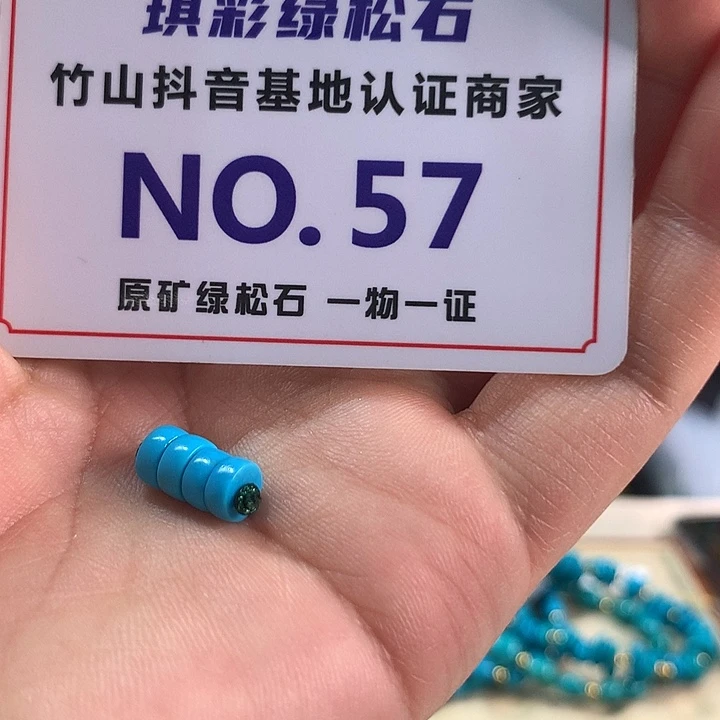 琪彩绿松石
竹山抖音基地认证商家
NO. 57
原矿绿松石 一物一证